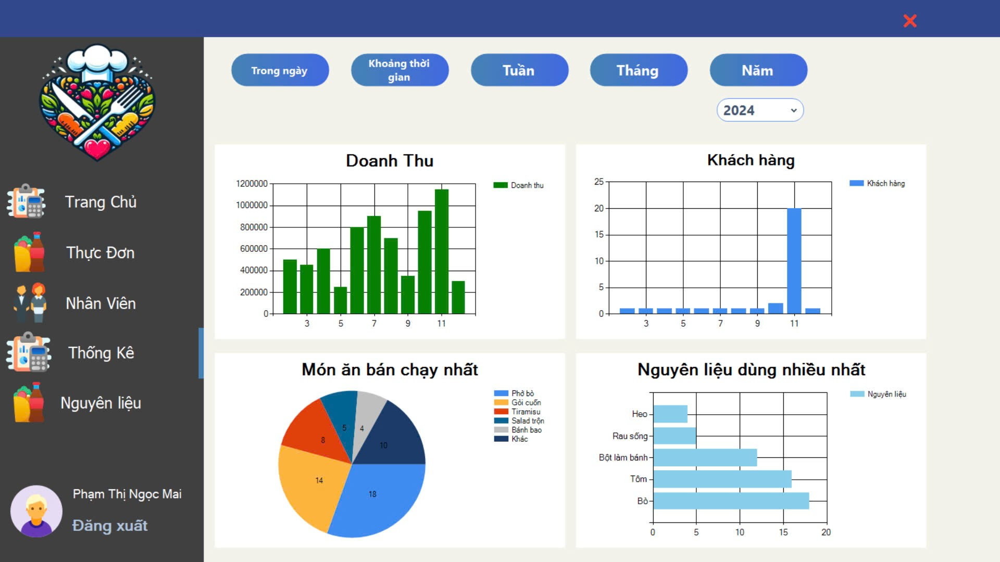 Trong ngày
Khoảng thời
gian
Tuần
Tháng
Năm
2024
Trang Chủ
Thực Đơn
Nhân Viên
Thống Kê
Nguyên liệu
Phạm Thị Ngọc Mai
Đăng xuất
Doanh Thu
1200000
1000000
800000
600000
400000
200000
0
3 5 7 9 11
Doanh thu
Khách hàng
25
20
15
10
5
0
3 5 7 9 11
Khách hàng
Món ăn bán chạy nhất
5
4
8
10
14
18
Phở bò
Gỏi cuốn
Tiramisu
Salad trộn
Bánh bao
Khác
Nguyên liệu dùng nhiều nhất
Heo
Rau sống
Bột làm bánh
Tôm
Bò
0 5 10 15 20
Nguyên liệu